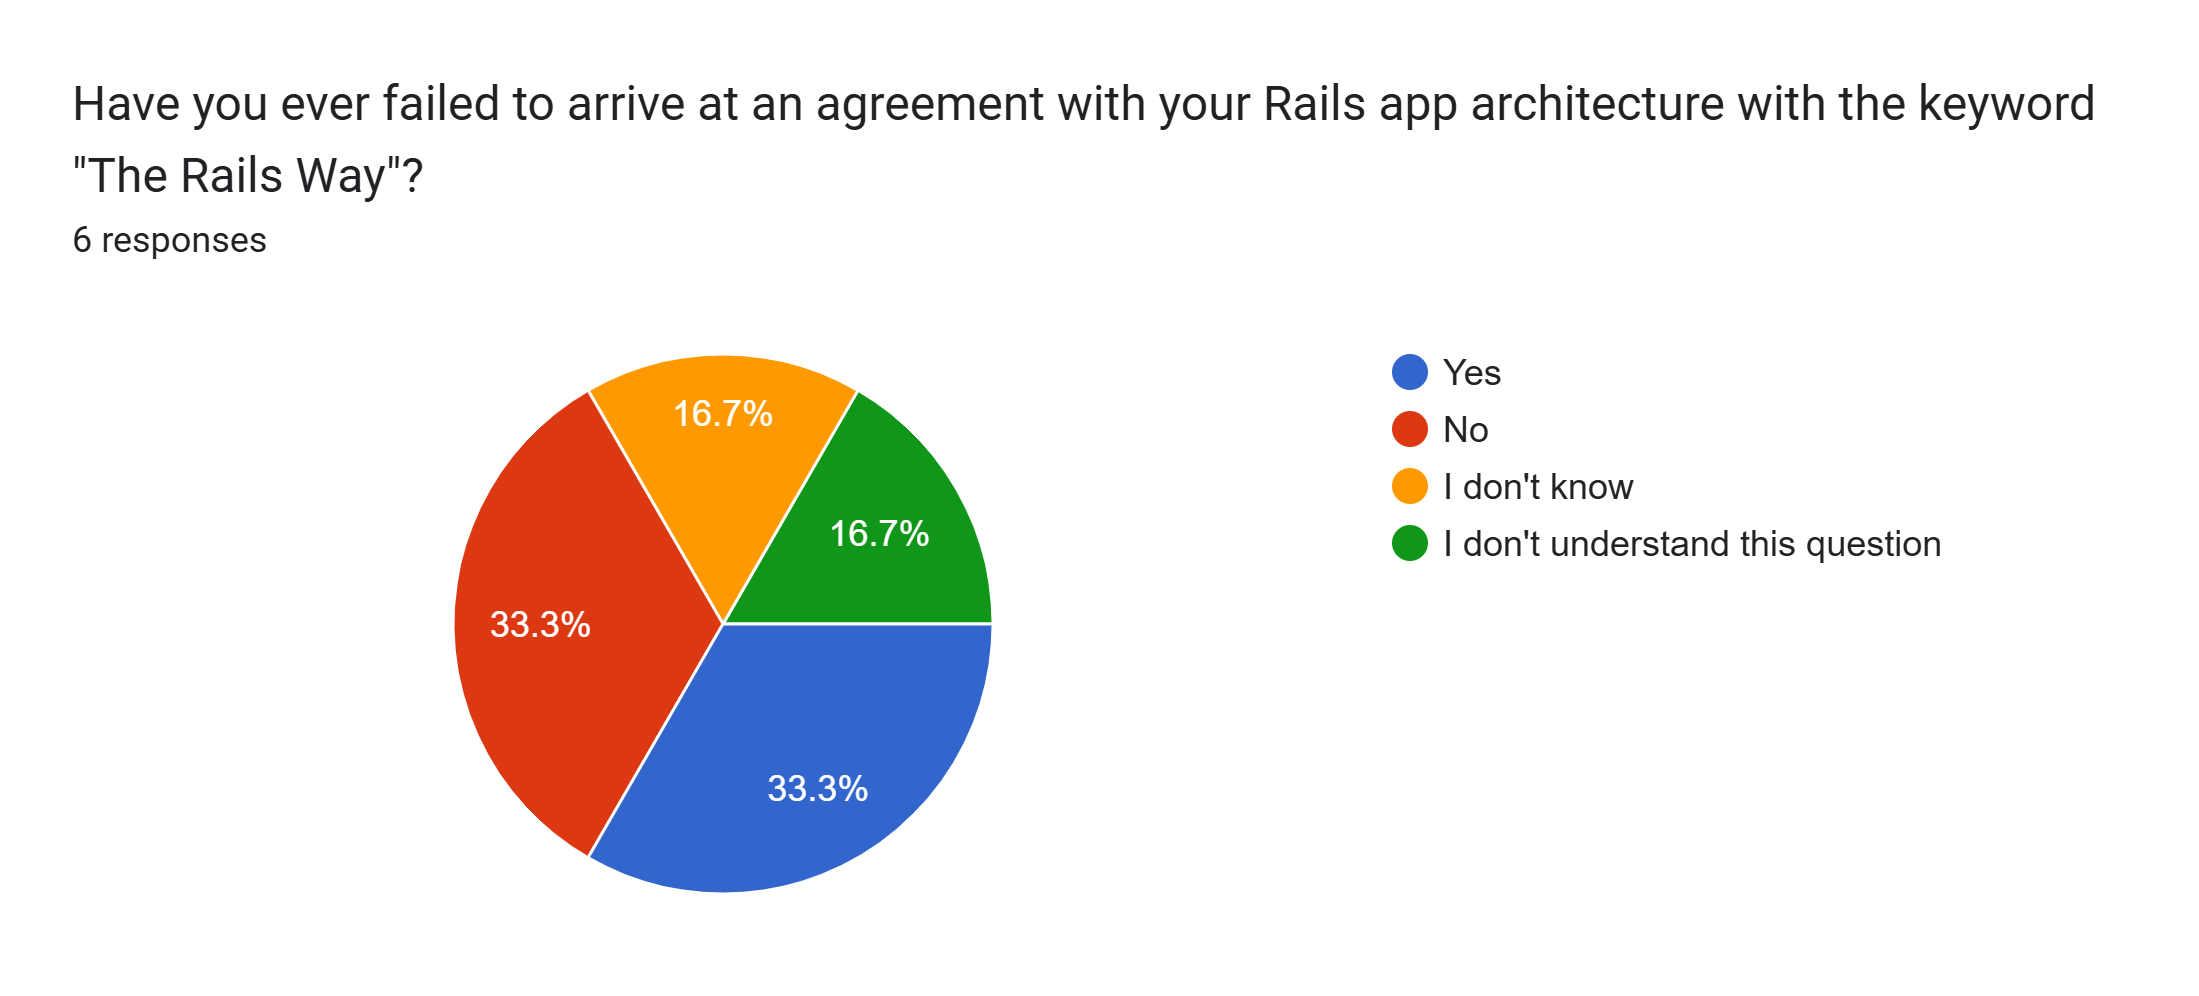 Have you ever failed to arrive at an agreement with your Rails app architecture with the keyword
"The Rails Way"?
6 responses
16.7%
16.7%
33.3%
33.3%
Yes
No
I don't know
I don't understand this question